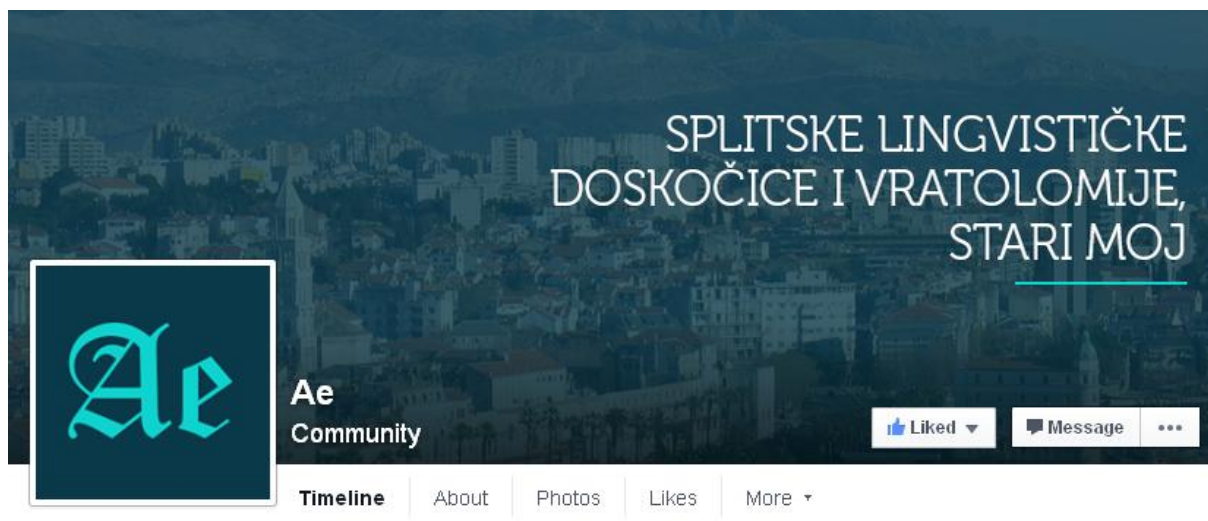 SPLITSKE LINGVISTIČKE
DOSKOČICE I VRATOLOMIJE,
STARI MOJ
Ae
Ae
Community
Liked
Message
Timeline
About
Photos
Likes
More